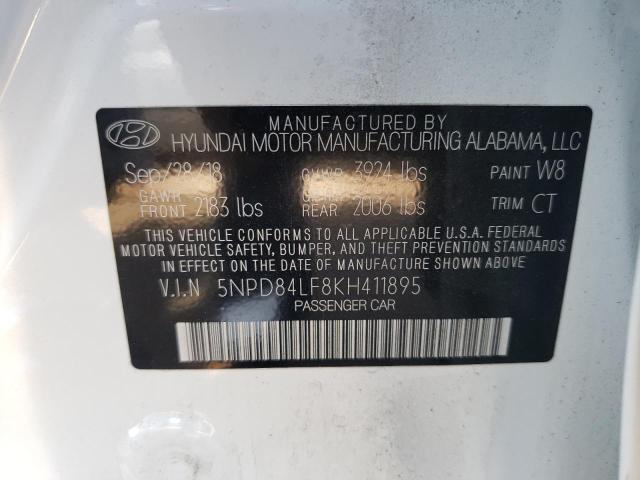 MANUFACTURED BY
HYUNDAI MOTOR MANUFACTURING ALABAMA, LLC
Sep/28/18 GVWR 3924 lbs PAINT W8
GAWR FRONT 2183 lbs GAWR REAR 2006 lbs TRIM CT
THIS VEHICLE CONFORMS TO ALL APPLICABLE U.S.A. FEDERAL
MOTOR VEHICLE SAFETY, BUMPER, AND THEFT PREVENTION STANDARDS
IN EFFECT ON THE DATE OF MANUFACTURE SHOWN ABOVE.
V.I.N 5NPD84LF8KH411895
PASSENGER CAR